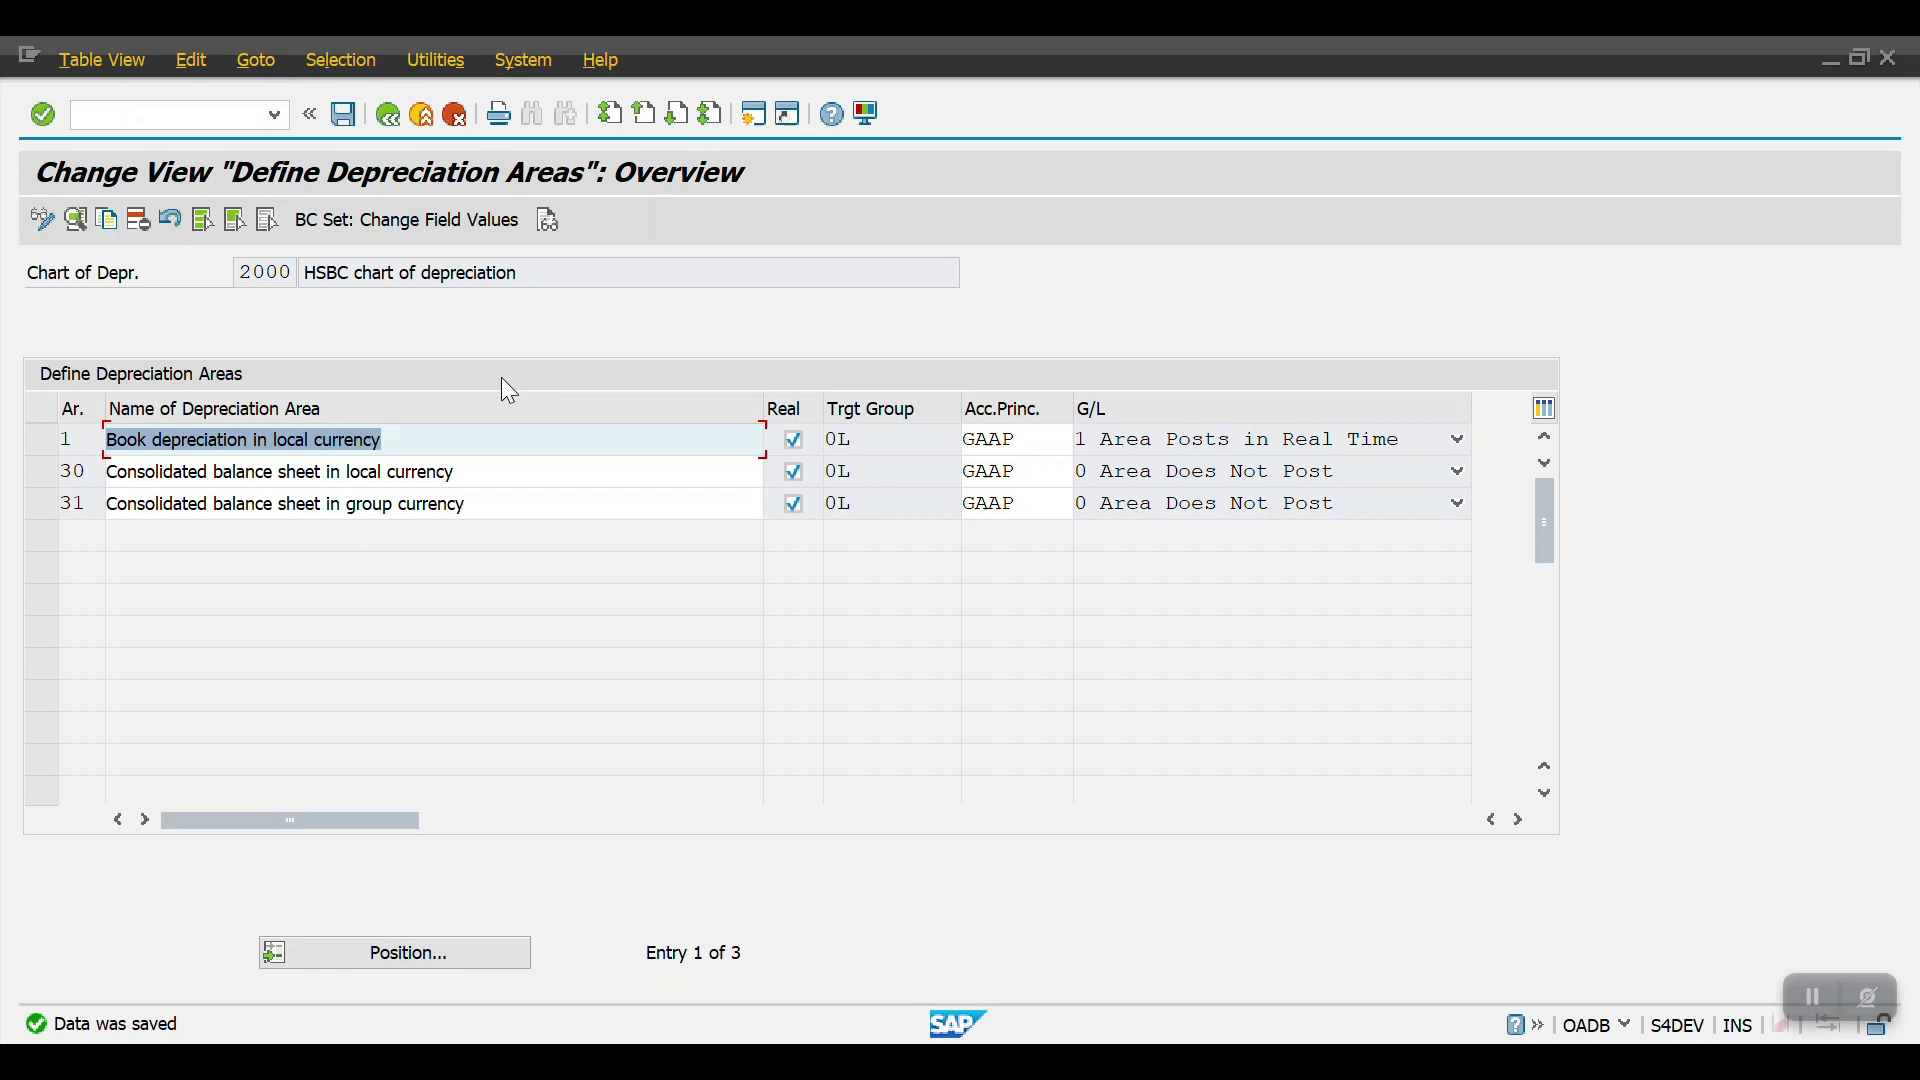 Table View Edit Goto Selection Utilities System Help
Change View "Define Depreciation Areas": Overview
BC Set: Change Field Values
Chart of Depr. 2000 HSBC chart of depreciation
Define Depreciation Areas
Ar. Name of Depreciation Area Real Trgt Group Acc.Princ. G/L
1 Book depreciation in local currency 0L GAAP 1 Area Posts in Real Time
30 Consolidated balance sheet in local currency 0L GAAP 0 Area Does Not Post
31 Consolidated balance sheet in group currency 0L GAAP 0 Area Does Not Post
Position... Entry 1 of 3
Data was saved SAP OADB S4DEV INS